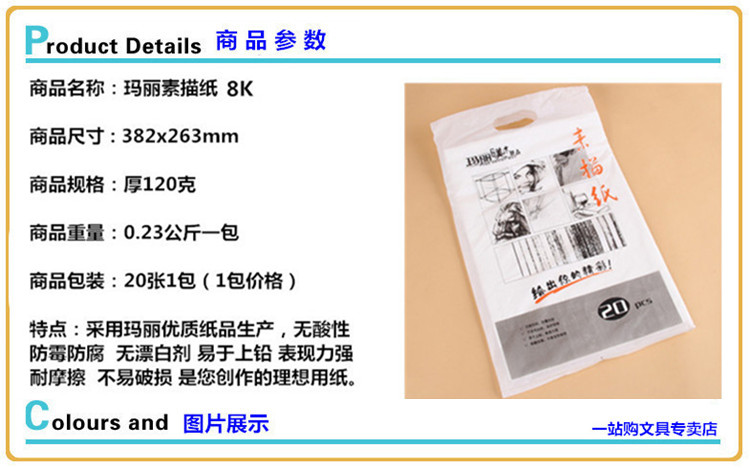 Product Details 商品参数
商品名称：玛丽素描纸 8K
商品尺寸：382x263mm
商品规格：厚120克
商品重量：0.23公斤一包
商品包装：20张1包（1包价格）
特点：采用玛丽优质纸品生产，无酸性
防霉防腐 无漂白剂 易于上铅 表现力强
耐摩擦 不易破损 是您创作的理想用纸。
素描纸
绘出你的精彩！
20 pcs
Colours and 图片展示
一站购文具专卖店